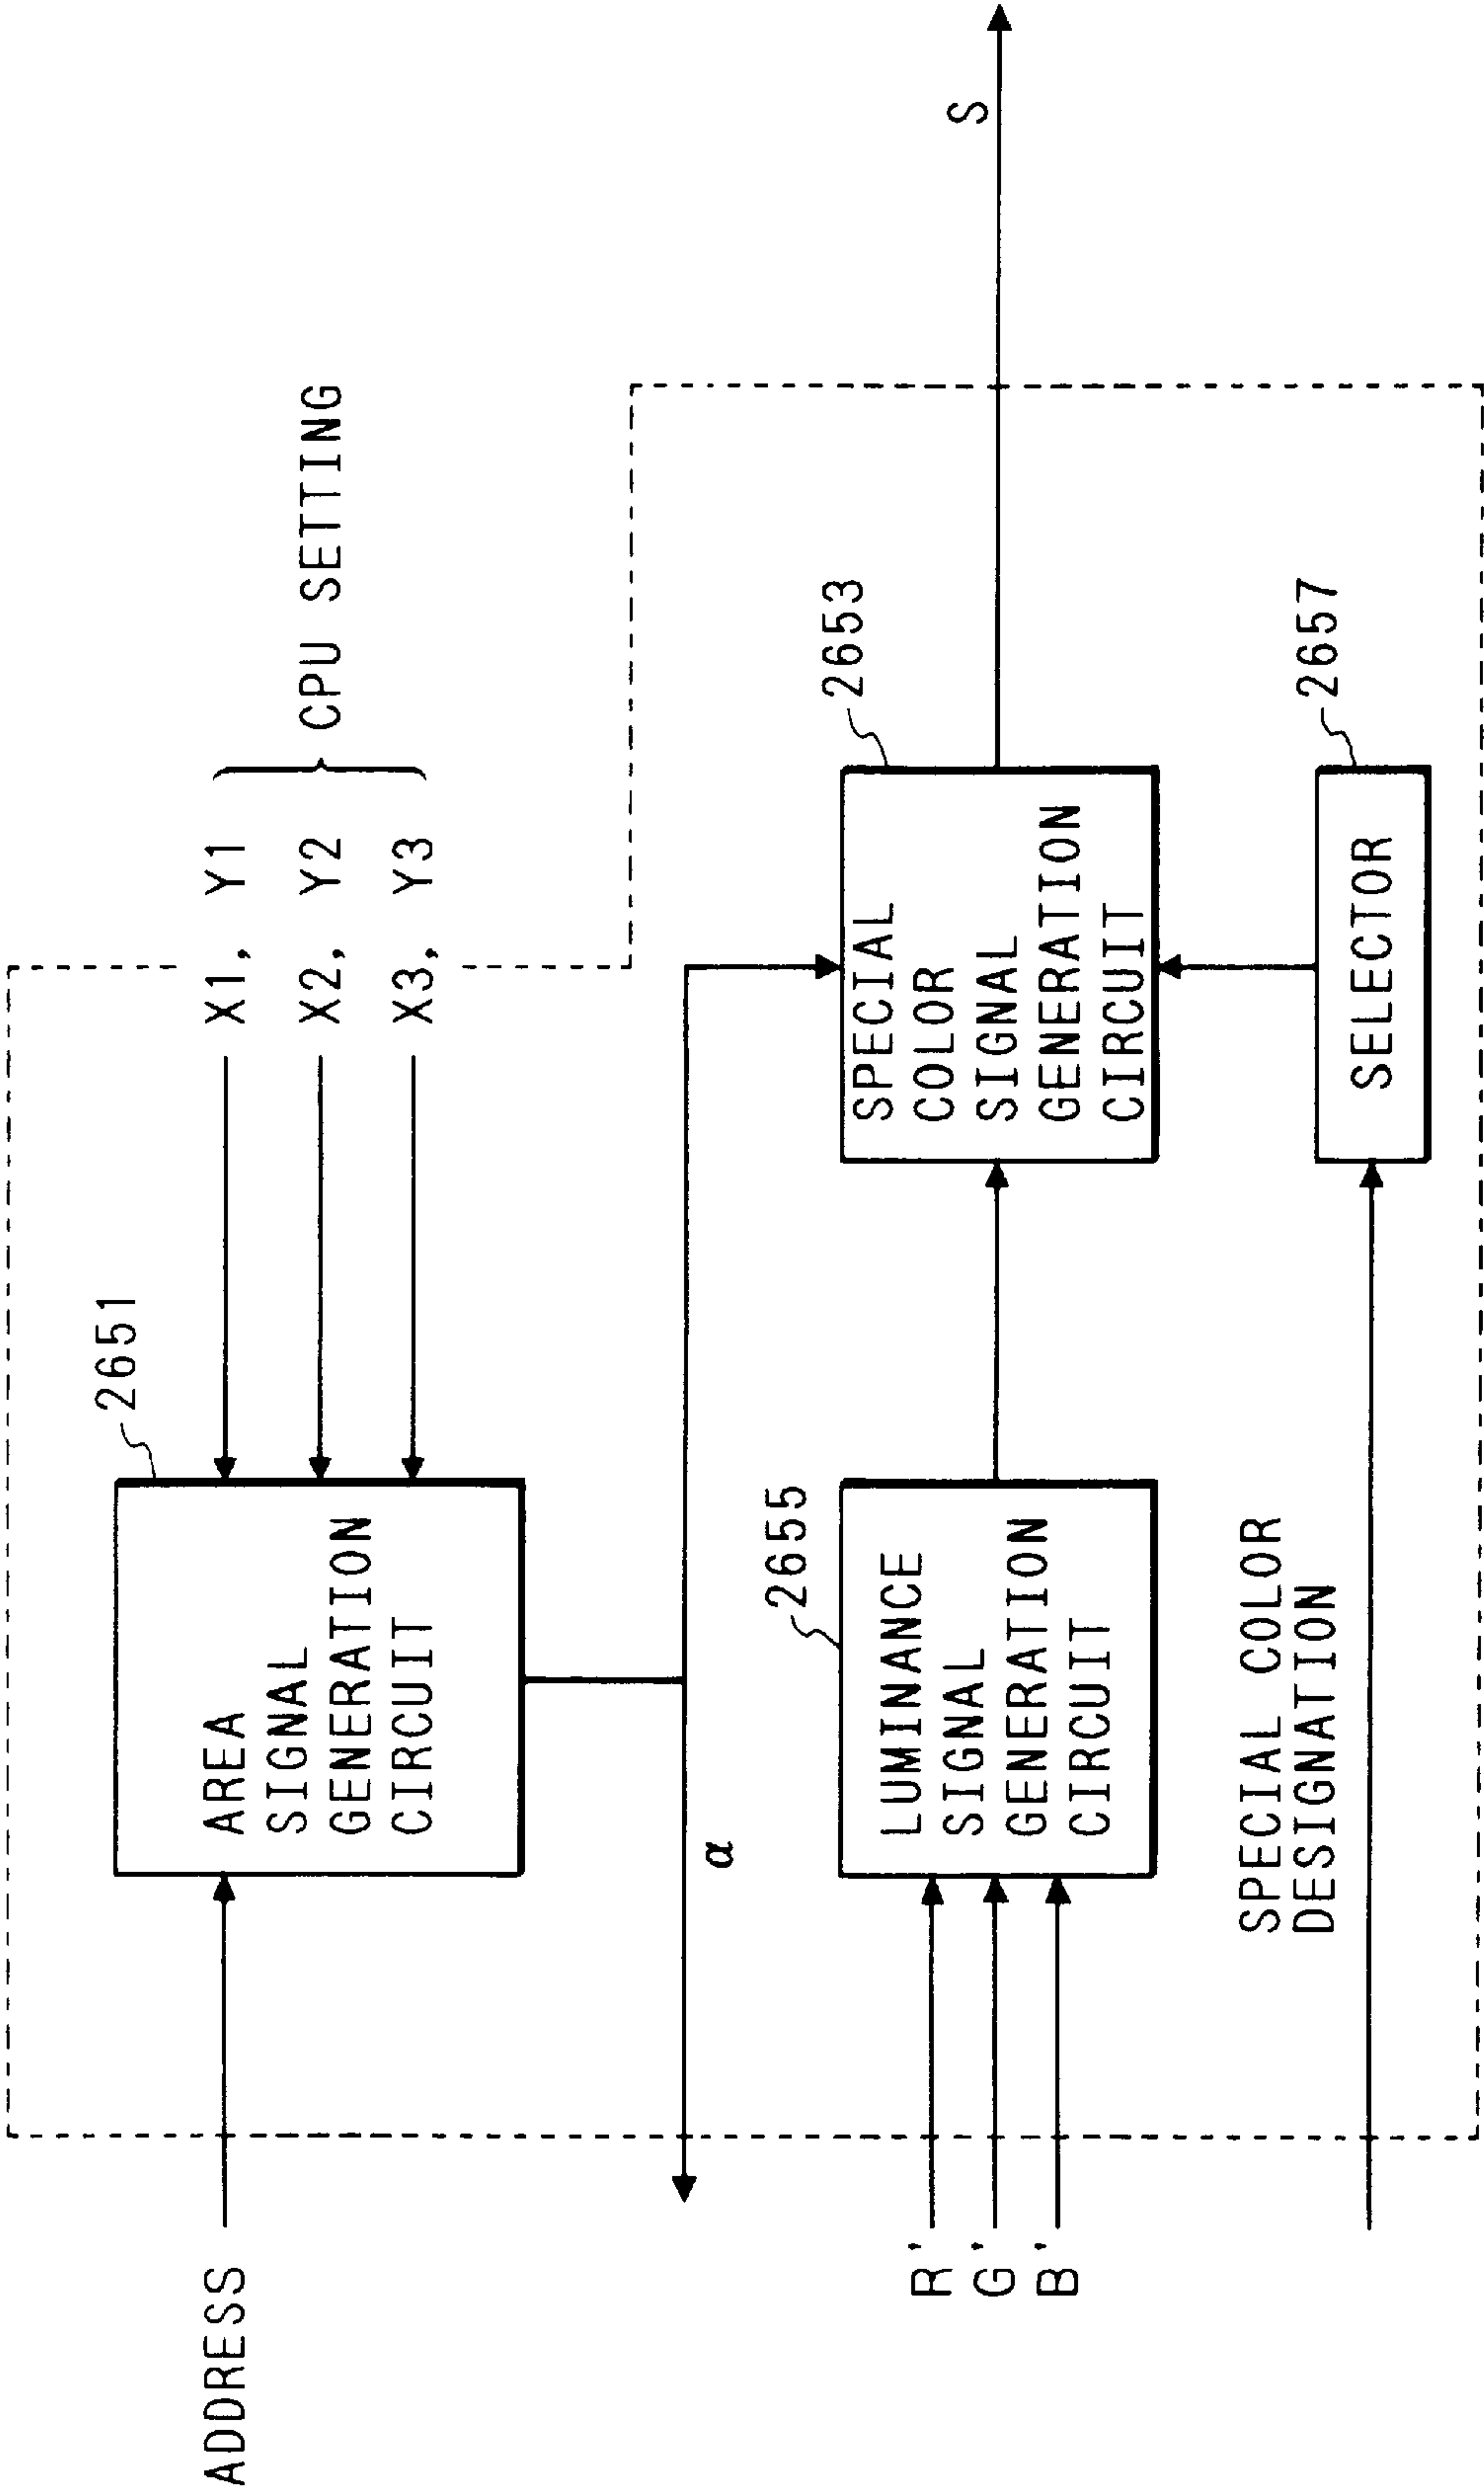 ADDRESS
2651
AREA
SIGNAL
GENERATION
CIRCUIT
X1, Y1
X2, Y2
X3, Y3
CPU SETTING
α
R'
G'
B'
2655
LUMINANCE
SIGNAL
GENERATION
CIRCUIT
2653
SPECIAL
COLOR
SIGNAL
GENERATION
CIRCUIT
S
SPECIAL COLOR
DESIGNATION
2657
SELECTOR